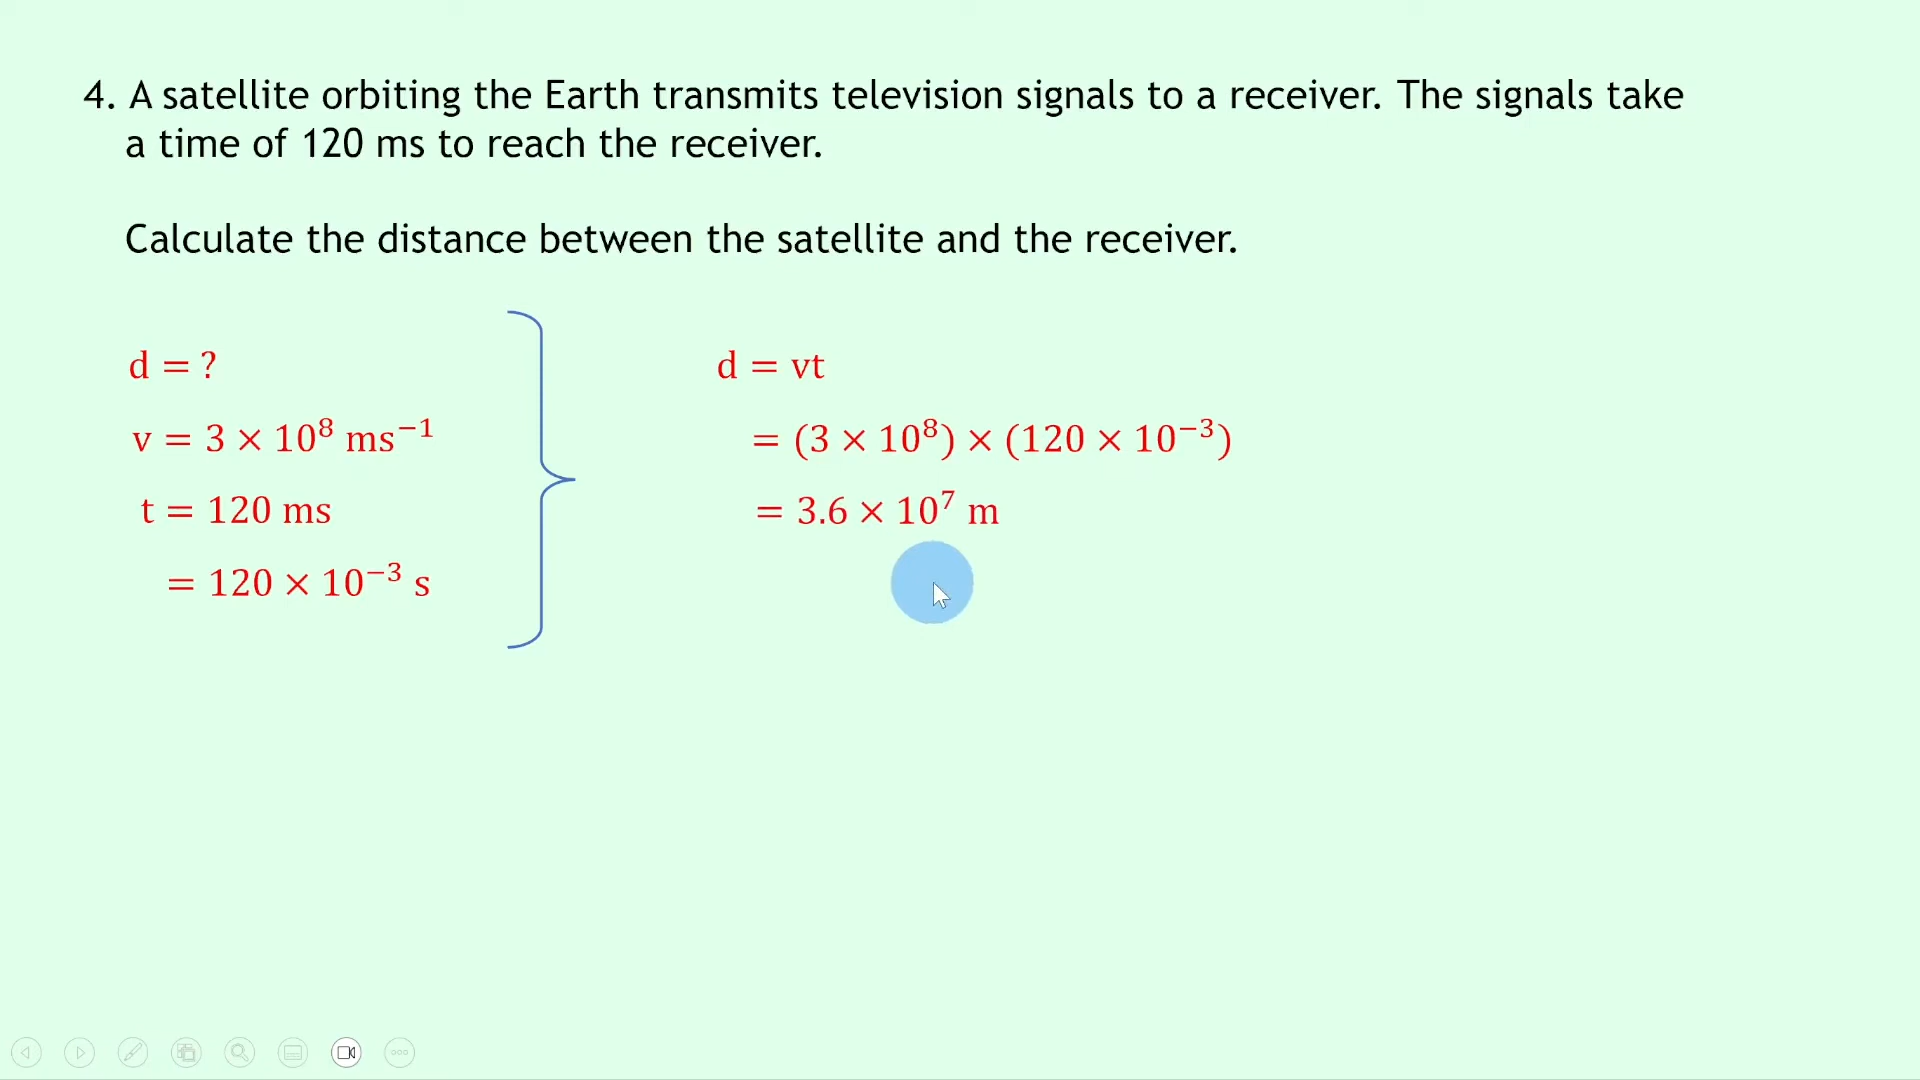 4. A satellite orbiting the Earth transmits television signals to a receiver. The signals take
a time of 120 ms to reach the receiver.
Calculate the distance between the satellite and the receiver.
d = ?
v = 3 × 10⁸ ms⁻¹
t = 120 ms
= 120 × 10⁻³ s
d = vt
= (3 × 10⁸) × (120 × 10⁻³)
= 3.6 × 10⁷ m